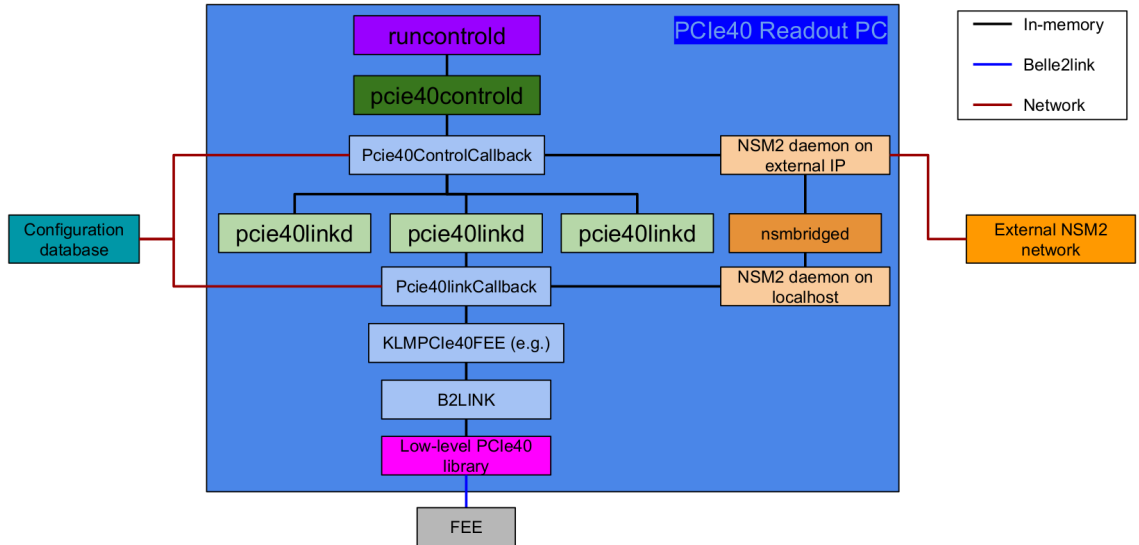 runcontrold
PCIe40 Readout PC
In-memory
Belle2link
Network
pcie40controld
Pcie40ControlCallback
NSM2 daemon on
external IP
Configuration
database
pcie40linkd
pcie40linkd
pcie40linkd
nsmbridged
External NSM2
network
Pcie40linkCallback
NSM2 daemon on
localhost
KLMPCIe40FEE (e.g.)
B2LINK
Low-level PCIe40
library
FEE